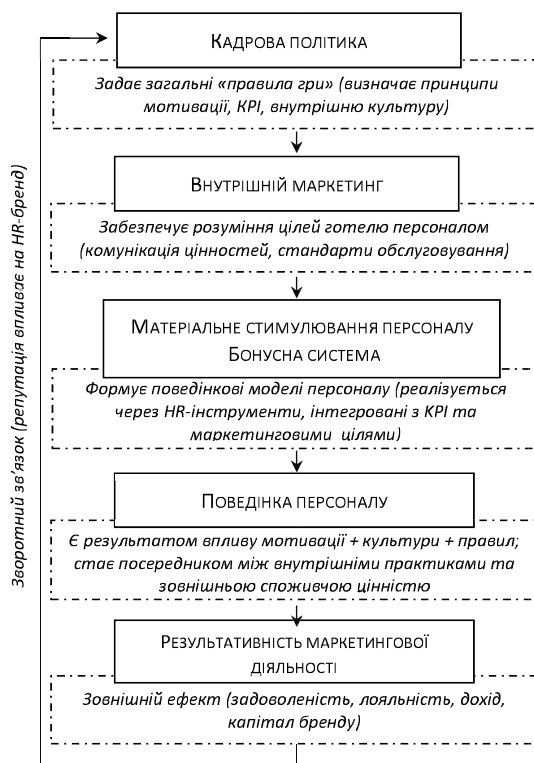 КАДРОВА ПОЛІТИКА
Задає загальні «правила гри» (визначає принципи
мотивації, KPI, внутрішню культуру)
ВНУТРІШНІЙ МАРКЕТИНГ
Забезпечує розуміння цілей готелю персоналом
(комунікація цінностей, стандарти обслуговування)
МАТЕРІАЛЬНЕ СТИМУЛЮВАННЯ ПЕРСОНАЛУ
БОНУСНА СИСТЕМА
Формує поведінкові моделі персоналу (реалізується
через HR-інструменти, інтегровані з KPI та
маркетинговими цілями)
ПОВЕДІНКА ПЕРСОНАЛУ
Є результатом впливу мотивації + культури + правил;
стає посередником між внутрішніми практиками та
зовнішньою споживчою цінністю
РЕЗУЛЬТАТИВНІСТЬ МАРКЕТИНГОВОЇ
ДІЯЛЬНОСТІ
Зовнішній ефект (задоволеність, лояльність, дохід,
капітал бренду)
Зворотний зв’язок (репутація впливає на HR-бренд)